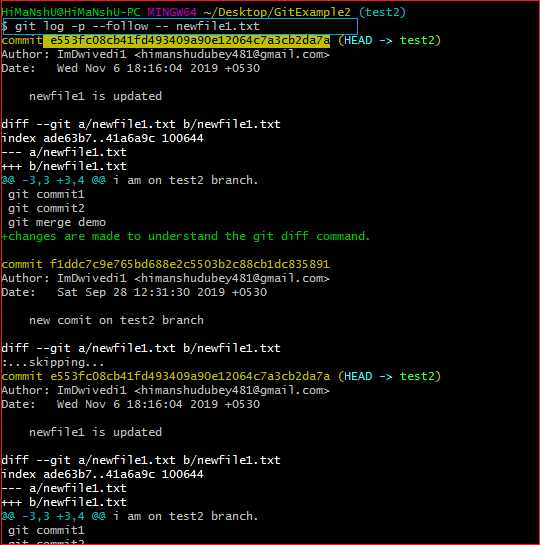 HiMaNshU@HiMaNshU-PC MINGW64 ~/Desktop/GitExample2 (test2)
$ git log -p --follow -- newfile1.txt
commit e553fc08cb41fd493409a90e12064c7a3cb2da7a (HEAD -> test2)
Author: ImDwivedi1 <himanshudubey481@gmail.com>
Date:   Wed Nov 6 18:16:04 2019 +0530
newfile1 is updated
diff --git a/newfile1.txt b/newfile1.txt
index ade63b7..41a6a9c 100644
--- a/newfile1.txt
+++ b/newfile1.txt
@@ -3,3 +3,4 @@ i am on test2 branch.
git commit1
git commit2
git merge demo
+changes are made to understand the git diff command.
commit f1ddc7c9e765bd688e2c5503b2c88cb1dc835891
Author: ImDwivedi1 <himanshudubey481@gmail.com>
Date:   Sat Sep 28 12:31:30 2019 +0530
new comit on test2 branch
diff --git a/newfile1.txt b/newfile1.txt
:...skipping...
commit e553fc08cb41fd493409a90e12064c7a3cb2da7a (HEAD -> test2)
Author: ImDwivedi1 <himanshudubey481@gmail.com>
Date:   Wed Nov 6 18:16:04 2019 +0530
newfile1 is updated
diff --git a/newfile1.txt b/newfile1.txt
index ade63b7..41a6a9c 100644
--- a/newfile1.txt
+++ b/newfile1.txt
@@ -3,3 +3,4 @@ i am on test2 branch.
git commit1
git commit2